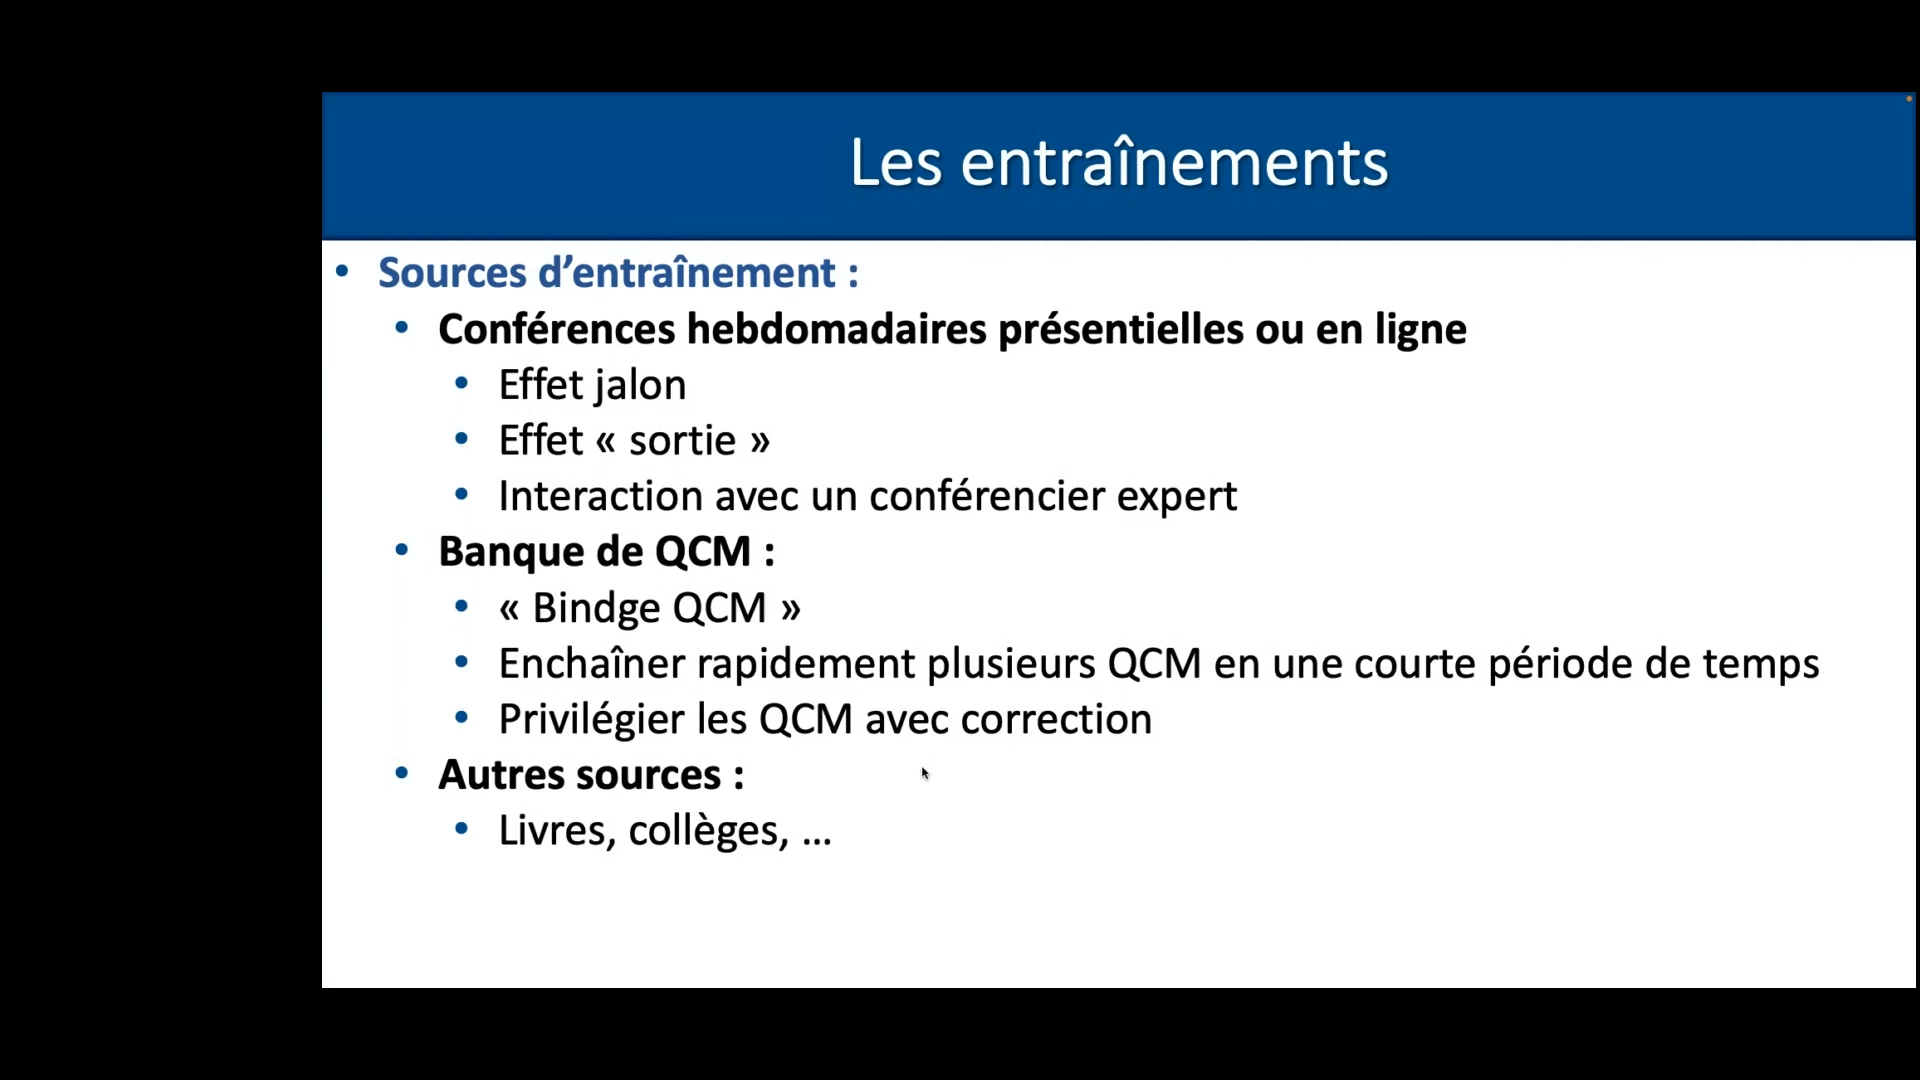 Les entraînements
• Sources d’entraînement :
• Conférences hebdomadaires présentielles ou en ligne
• Effet jalon
• Effet « sortie »
• Interaction avec un conférencier expert
• Banque de QCM :
• « Bindge QCM »
• Enchaîner rapidement plusieurs QCM en une courte période de temps
• Privilégier les QCM avec correction
• Autres sources :
• Livres, collèges, …